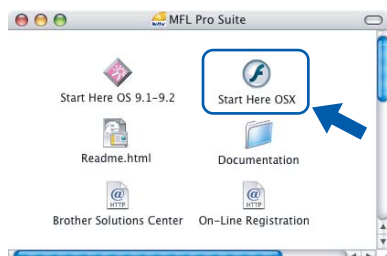 MFL Pro Suite
Start Here OS 9.1-9.2
Start Here OSX
Readme.html
Documentation
HTTP
HTTP
Brother Solutions Center
On-Line Registration